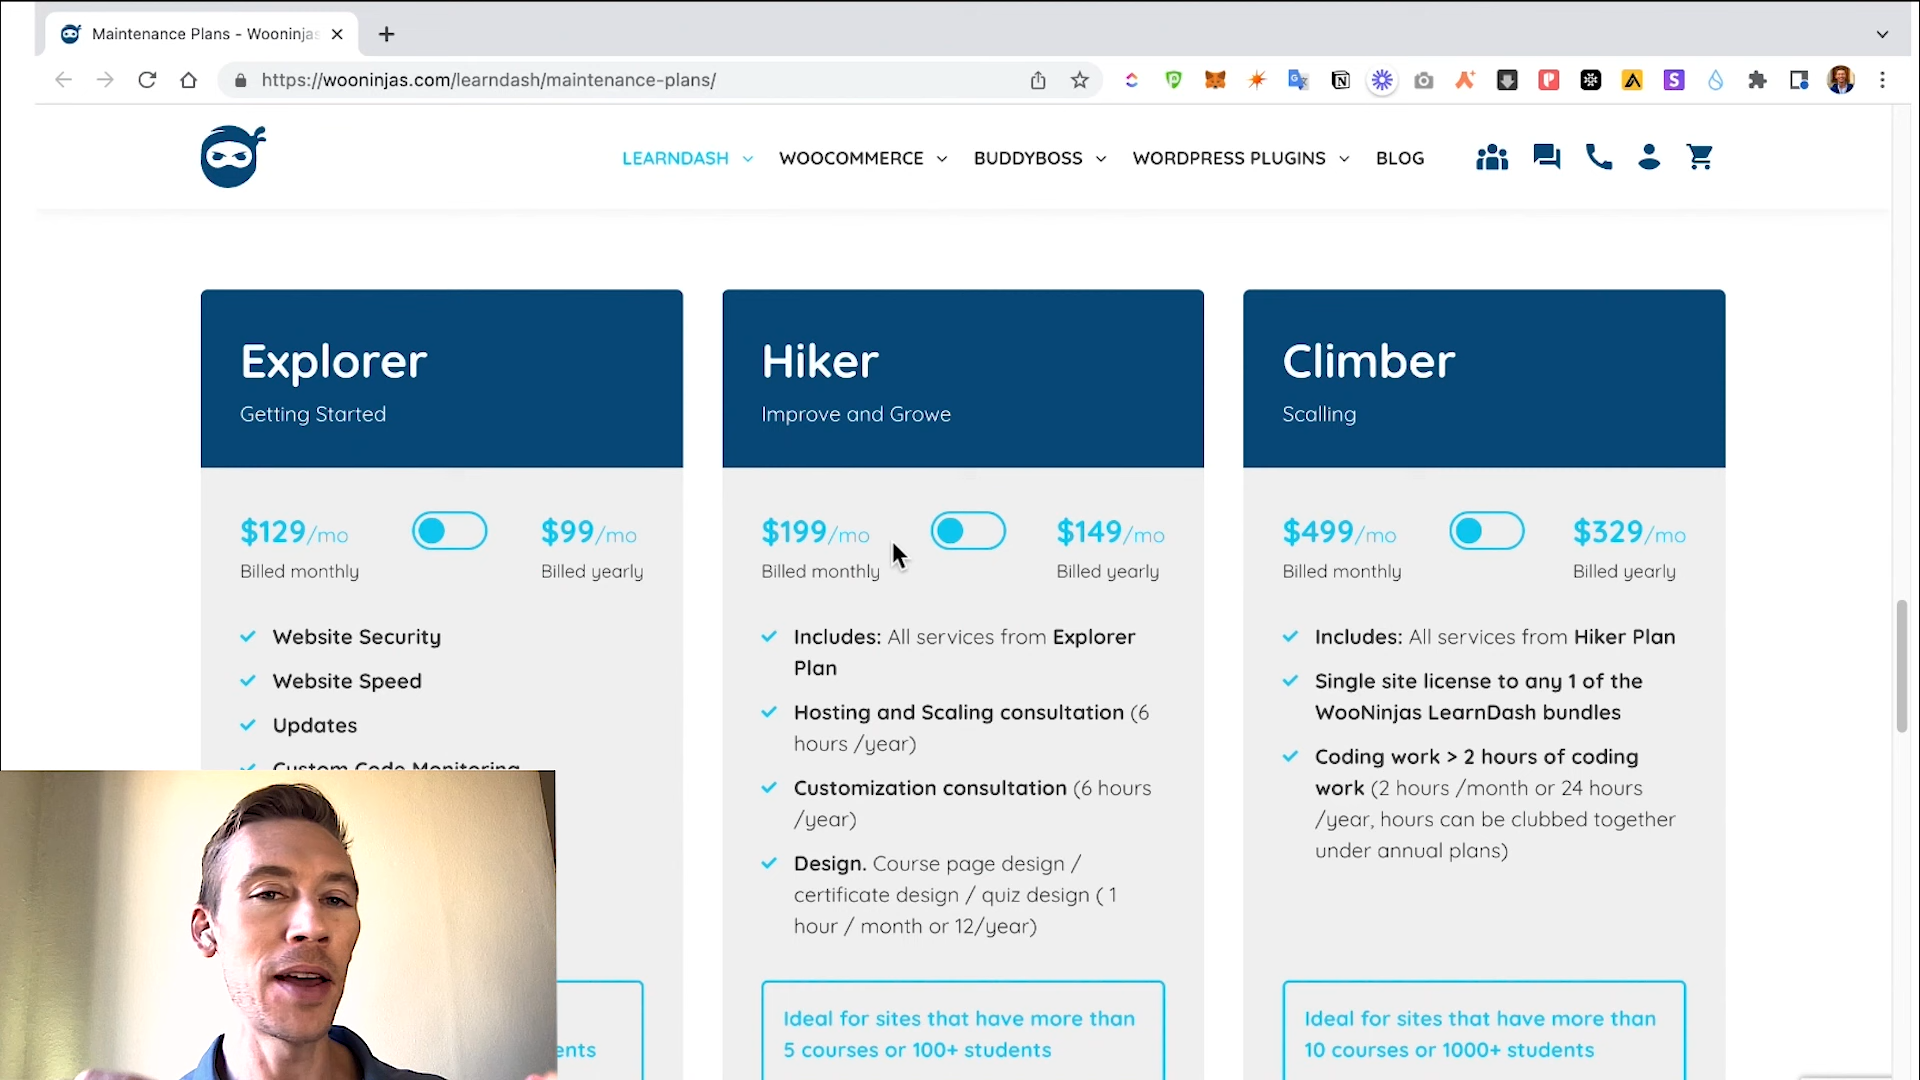 Maintenance Plans - Wooninjas
https://wooninjas.com/learndash/maintenance-plans/
LEARNDASH WOOCOMMERCE BUDDYBOSS WORDPRESS PLUGINS BLOG
Explorer
Getting Started
$129/mo
Billed monthly
$99/mo
Billed yearly
Website Security
Website Speed
Updates
Custom Code Monitoring
ents
Hiker
Improve and Growe
$199/mo
Billed monthly
$149/mo
Billed yearly
Includes: All services from Explorer
Plan
Hosting and Scaling consultation (6
hours /year)
Customization consultation (6 hours
/year)
Design. Course page design /
certificate design / quiz design ( 1
hour / month or 12/year)
Ideal for sites that have more than
5 courses or 100+ students
Climber
Scalling
$499/mo
Billed monthly
$329/mo
Billed yearly
Includes: All services from Hiker Plan
Single site license to any 1 of the
WooNinjas LearnDash bundles
Coding work > 2 hours of coding
work (2 hours /month or 24 hours
/year, hours can be clubbed together
under annual plans)
Ideal for sites that have more than
10 courses or 1000+ students